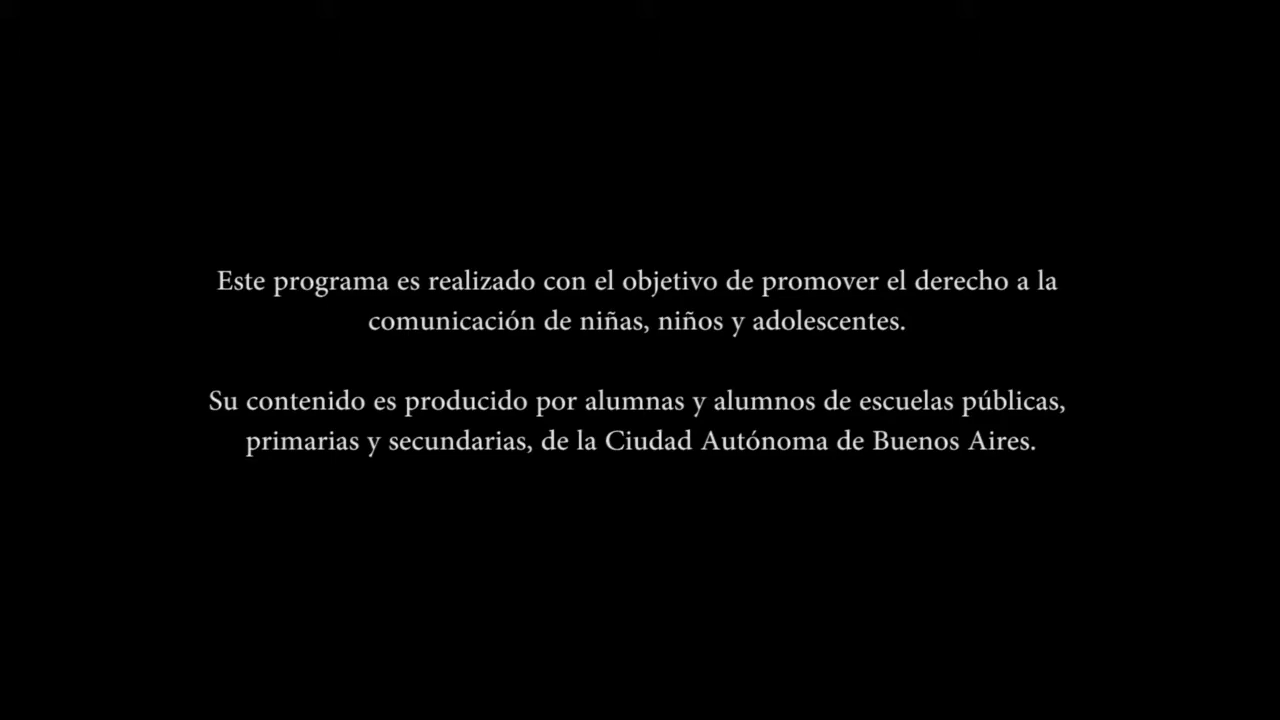 Este programa es realizado con el objetivo de promover el derecho a la
comunicación de niñas, niños y adolescentes.
Su contenido es producido por alumnas y alumnos de escuelas públicas,
primarias y secundarias, de la Ciudad Autónoma de Buenos Aires.